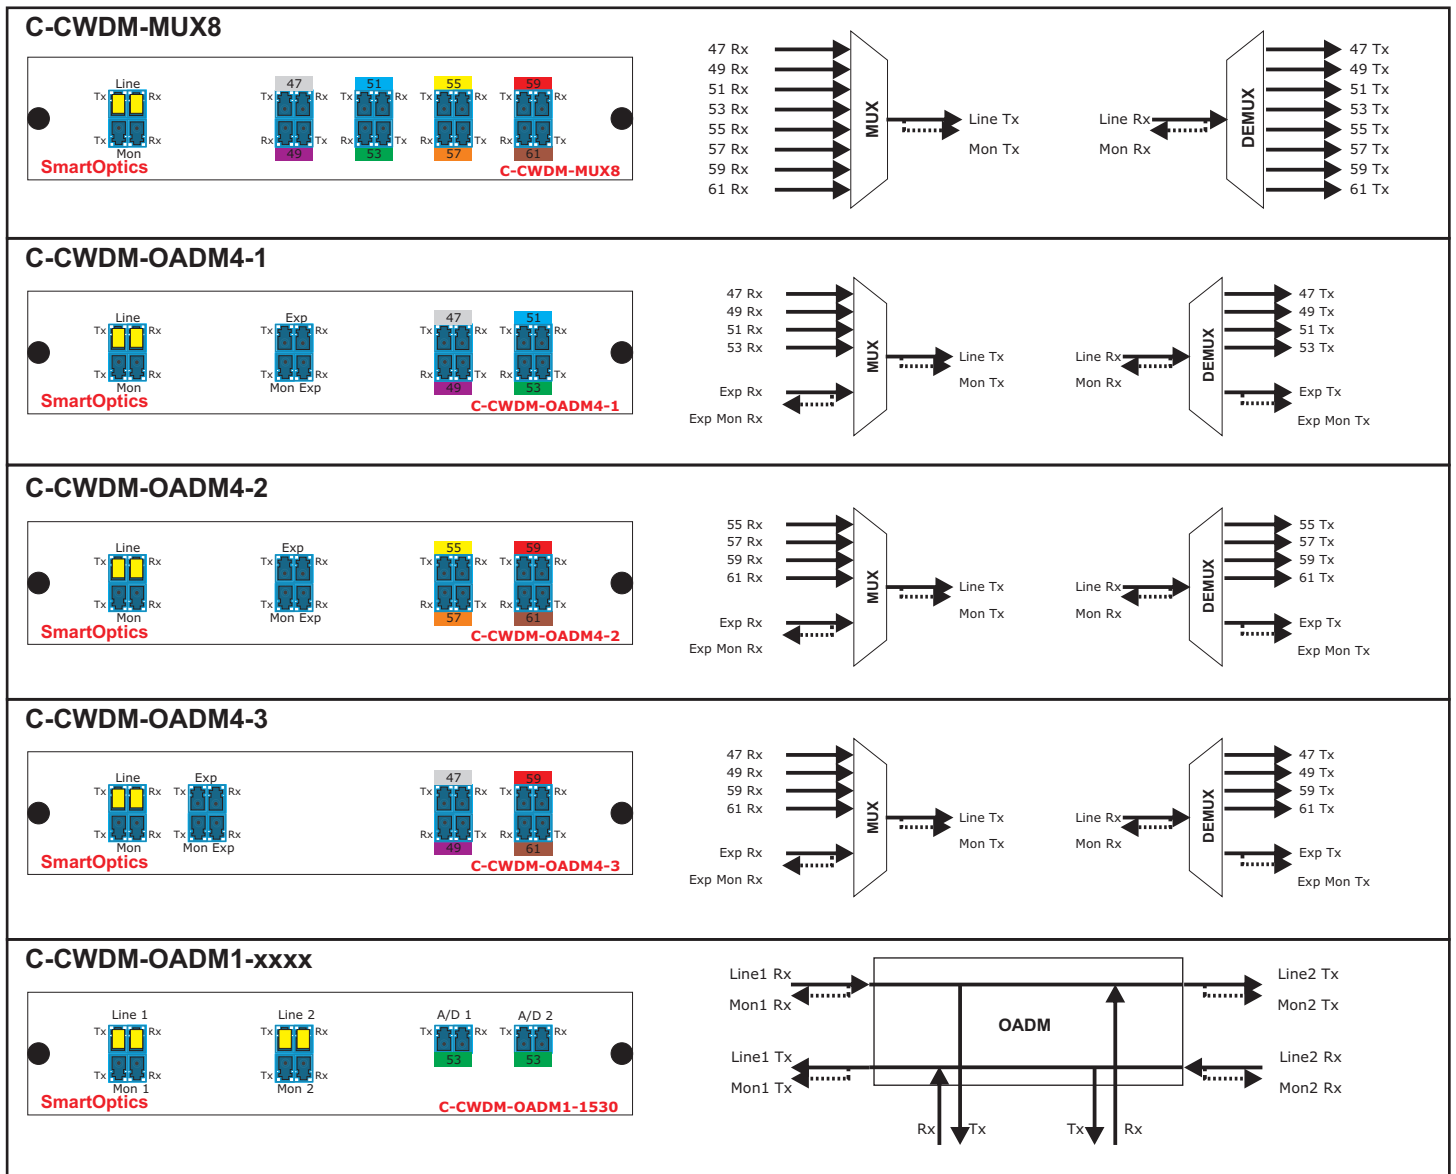 C-CWDM-MUX8
Line
Tx Rx
Tx Rx
Mon
47
Tx Rx
Rx Tx
49
51
Tx Rx
Rx Tx
53
55
Tx Rx
Rx Tx
57
59
Tx Rx
Rx Tx
61
SmartOptics
C-CWDM-MUX8
47 Rx
49 Rx
51 Rx
53 Rx
55 Rx
57 Rx
59 Rx
61 Rx
MUX
Line Tx
Mon Tx
Line Rx
Mon Rx
DEMUX
47 Tx
49 Tx
51 Tx
53 Tx
55 Tx
57 Tx
59 Tx
61 Tx
C-CWDM-OADM4-1
Line
Tx Rx
Tx Rx
Mon
Exp
Tx Rx
Tx Rx
Mon Exp
47
Tx Rx
Rx Tx
49
51
Tx Rx
Rx Tx
53
SmartOptics
C-CWDM-OADM4-1
47 Rx
49 Rx
51 Rx
53 Rx
Exp Rx
Exp Mon Rx
MUX
Line Tx
Mon Tx
Line Rx
Mon Rx
DEMUX
47 Tx
49 Tx
51 Tx
53 Tx
Exp Tx
Exp Mon Tx
C-CWDM-OADM4-2
Line
Tx Rx
Tx Rx
Mon
Exp
Tx Rx
Tx Rx
Mon Exp
55
Tx Rx
Rx Tx
57
59
Tx Rx
Rx Tx
61
SmartOptics
C-CWDM-OADM4-2
55 Rx
57 Rx
59 Rx
61 Rx
Exp Rx
Exp Mon Rx
MUX
Line Tx
Mon Tx
Line Rx
Mon Rx
DEMUX
55 Tx
57 Tx
59 Tx
61 Tx
Exp Tx
Exp Mon Tx
C-CWDM-OADM4-3
Line
Tx Rx
Tx Rx
Mon
Exp
Tx Rx
Tx Rx
Mon Exp
47
Tx Rx
Rx Tx
49
59
Tx Rx
Rx Tx
61
SmartOptics
C-CWDM-OADM4-3
47 Rx
49 Rx
59 Rx
61 Rx
Exp Rx
Exp Mon Rx
MUX
Line Tx
Mon Tx
Line Rx
Mon Rx
DEMUX
47 Tx
49 Tx
59 Tx
61 Tx
Exp Tx
Exp Mon Tx
C-CWDM-OADM1-xxxx
Line 1
Tx Rx
Tx Rx
Mon 1
Line 2
Tx Rx
Tx Rx
Mon 2
A/D 1
Tx Rx
53
A/D 2
Tx Rx
53
SmartOptics
C-CWDM-OADM1-1530
Line1 Rx
Mon1 Rx
Line1 Tx
Mon1 Tx
OADM
Line2 Tx
Mon2 Tx
Line2 Rx
Mon2 Rx
Rx Tx
Tx Rx